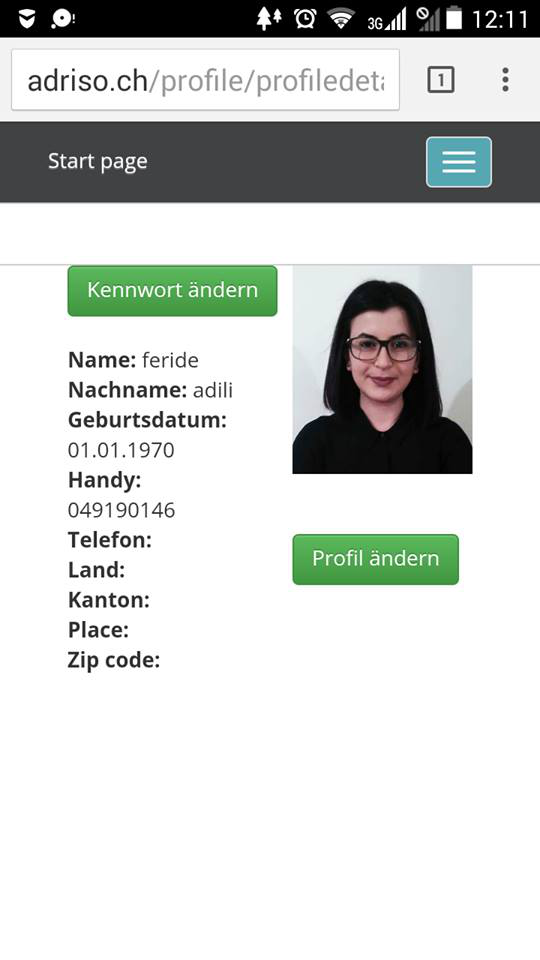 3G 12:11
adriso.ch/profile/profiledeta
1
Start page
Kennwort ändern
Name: feride
Nachname: adili
Geburtsdatum:
01.01.1970
Handy:
049190146
Telefon:
Land:
Kanton:
Place:
Zip code:
Profil ändern